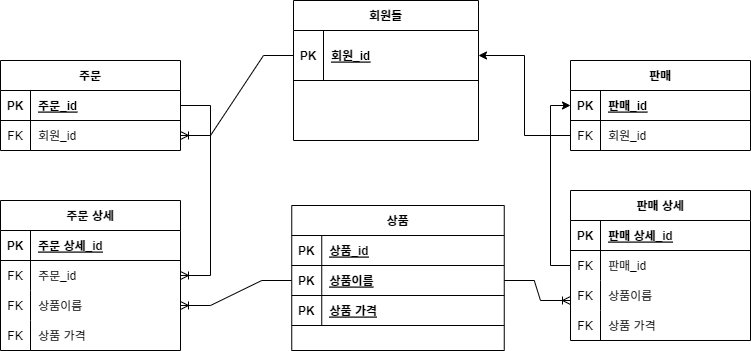 회원들
PK 회원_id
주문
PK 주문_id
FK 회원_id
판매
PK 판매_id
FK 회원_id
주문 상세
PK 주문 상세_id
FK 주문_id
FK 상품이름
FK 상품 가격
상품
PK 상품_id
PK 상품이름
PK 상품 가격
판매 상세
PK 판매 상세_id
FK 판매_id
FK 상품이름
FK 상품 가격